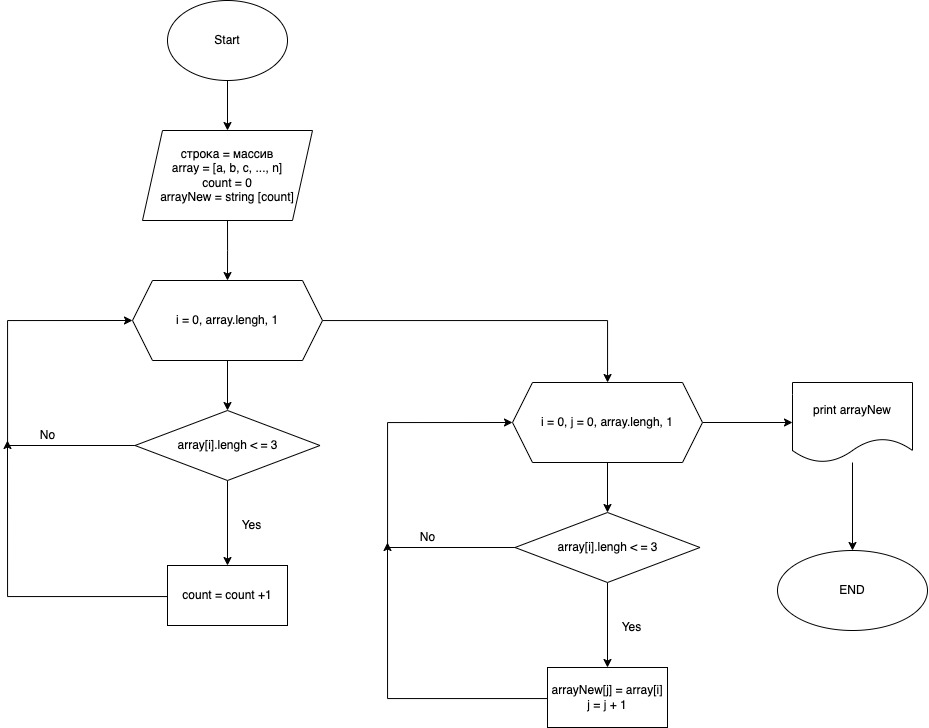 Start
строка = массив
array = [a, b, c, ..., n]
count = 0
arrayNew = string [count]
i = 0, array.lengh, 1
array[i].lengh < = 3
No
Yes
count = count +1
i = 0, j = 0, array.lengh, 1
array[i].lengh < = 3
No
Yes
arrayNew[j] = array[i]
j = j + 1
print arrayNew
END